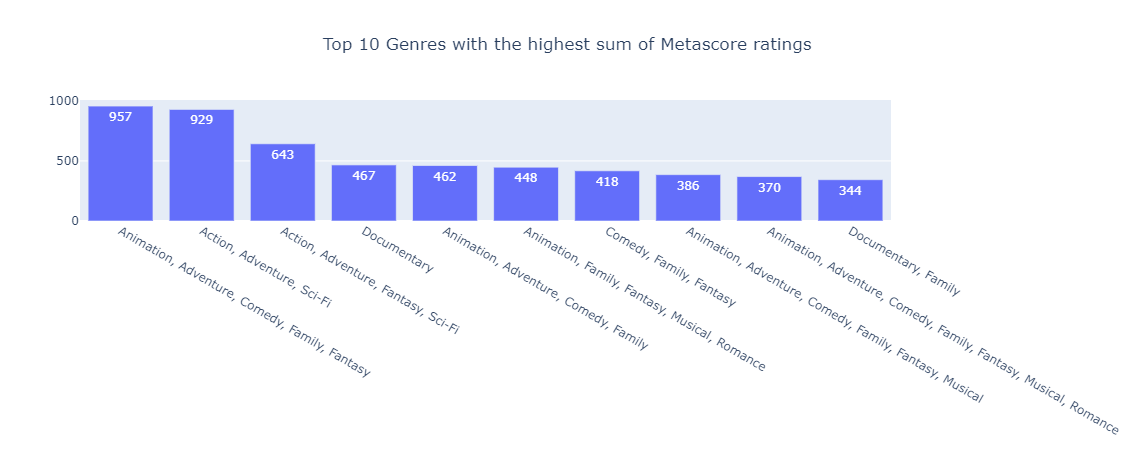 Top 10 Genres with the highest sum of Metascore ratings
1000
500
0
957
929
643
467
462
448
418
386
370
344
Animation, Adventure, Comedy, Family, Fantasy
Action, Adventure, Sci-Fi
Action, Adventure, Fantasy, Sci-Fi
Documentary
Animation, Adventure, Comedy, Family
Animation, Family, Fantasy, Musical, Romance
Comedy, Family, Fantasy
Animation, Adventure, Comedy, Family, Fantasy, Musical
Animation, Adventure, Comedy, Family, Fantasy, Musical, Romance
Documentary, Family